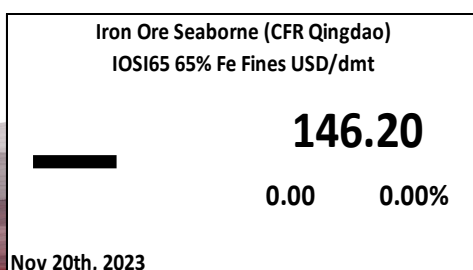 Iron Ore Seaborne (CFR Qingdao)
IOSI65 65% Fe Fines USD/dmt
146.20
0.00 0.00%
Nov 20th, 2023